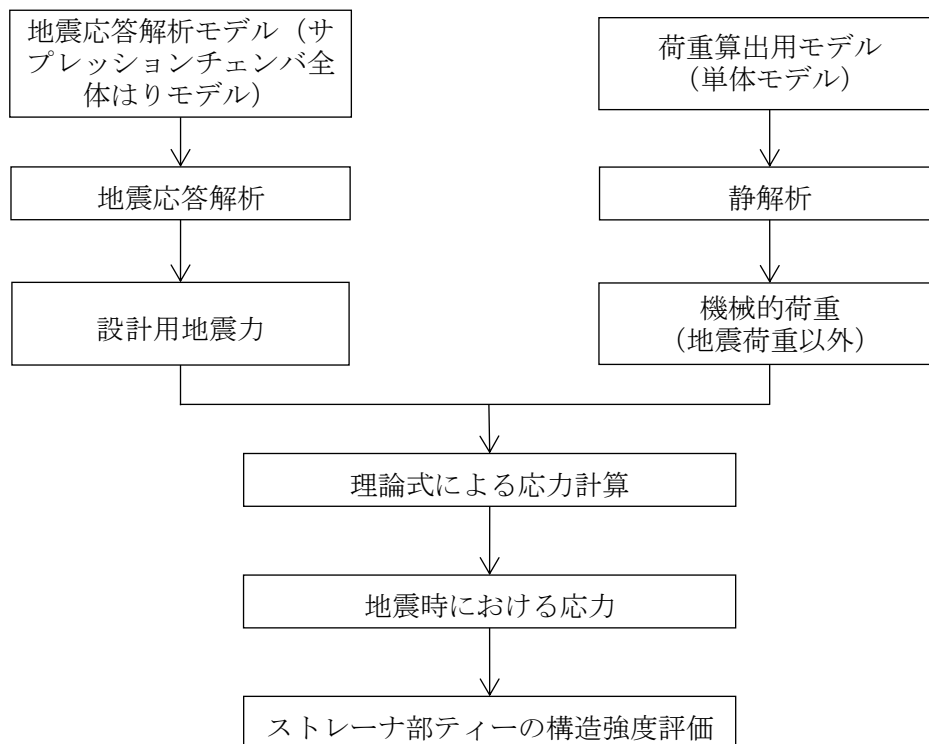 地震応答解析モデル（サ
プレッションチェンバ全
体はりモデル）
地震応答解析
設計用地震力
荷重算出用モデル
（単体モデル）
静解析
機械的荷重
（地震荷重以外）
理論式による応力計算
地震時における応力
ストレーナ部ティーの構造強度評価